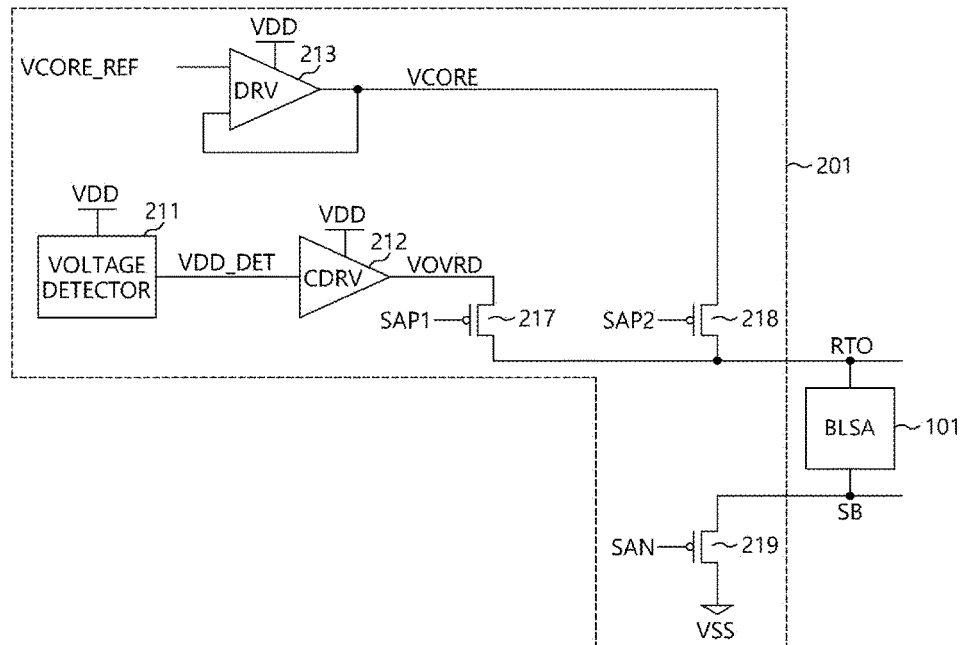 VDD
213
VCORE_REF
DRV
VCORE
201
VDD
211
VOLTAGE
DETECTOR
VDD_DET
VDD
212
CDRV
VOVRD
SAP1
217
SAP2
218
RTO
BLSA
101
SB
SAN
219
VSS